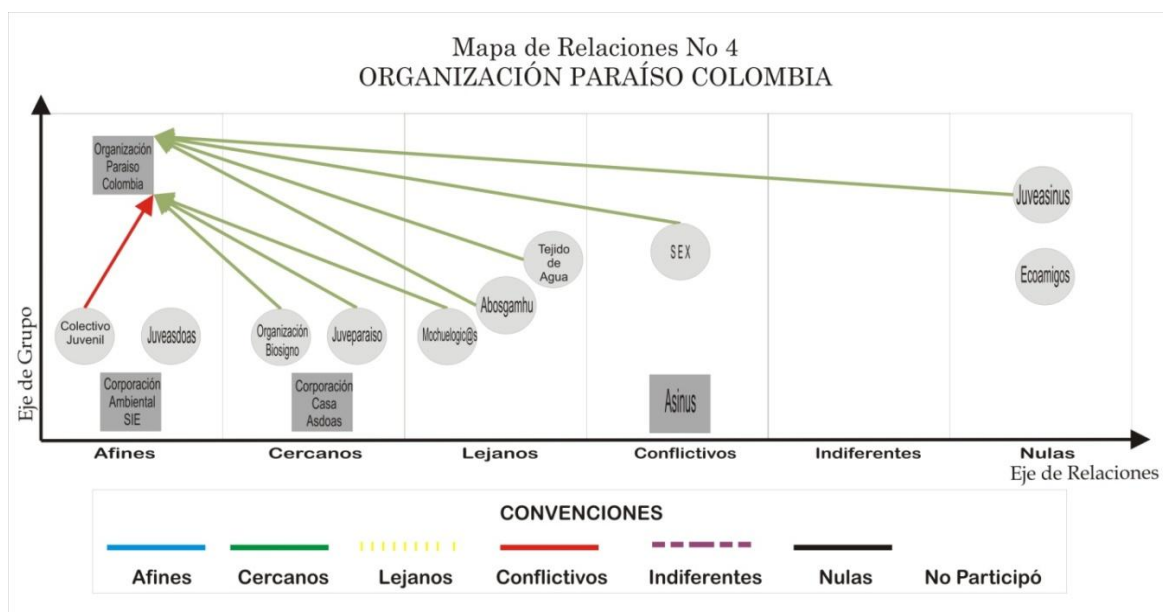 Mapa de Relaciones No 4
ORGANIZACIÓN PARAÍSO COLOMBIA
Eje de Grupo
Organización
Paraiso
Colombia
Juveasinus
Tejido
de
Agua
S E X
Ecoamigos
Abosgamhu
Colectivo
Juvenil
Juveasdoas
Organización
Biosigno
Juveparaiso
Mochuelogic@s
Corporación
Ambiental
SIE
Corporación
Casa
Asdoas
Asinus
Afines
Cercanos
Lejanos
Conflictivos
Indiferentes
Nulas
Eje de Relaciones
CONVENCIONES
Afines
Cercanos
Lejanos
Conflictivos
Indiferentes
Nulas
No Participó